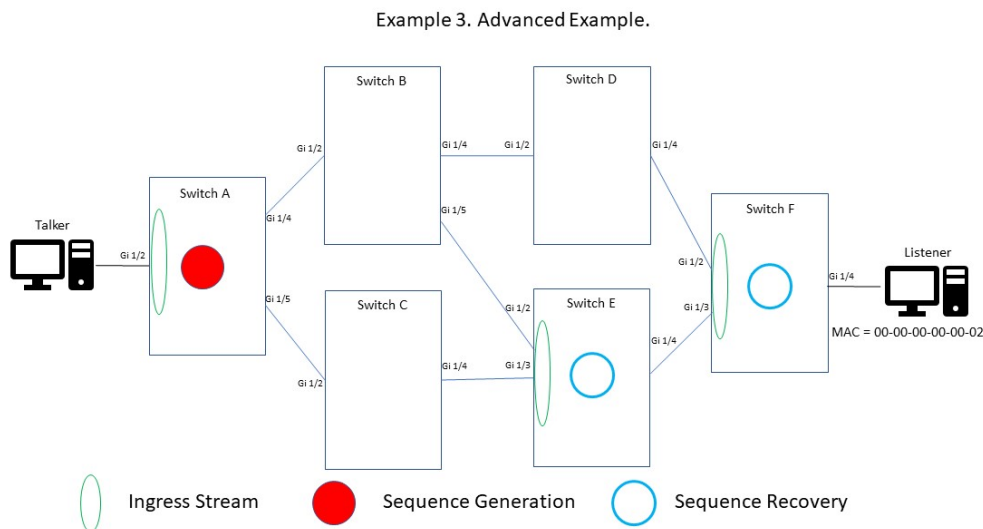 Example 3. Advanced Example.
Switch B
Switch D
Gi 1/2
Gi 1/4
Gi 1/2
Gi 1/4
Switch A
Gi 1/5
Switch F
Talker
Gi 1/4
Listener
Gi 1/2
Gi 1/2
Gi 1/4
Switch C
Switch E
Gi 1/5
Gi 1/2
Gi 1/3
MAC = 00-00-00-00-00-02
Gi 1/4
Gi 1/4
Gi 1/3
Gi 1/2
Ingress Stream
Sequence Generation
Sequence Recovery